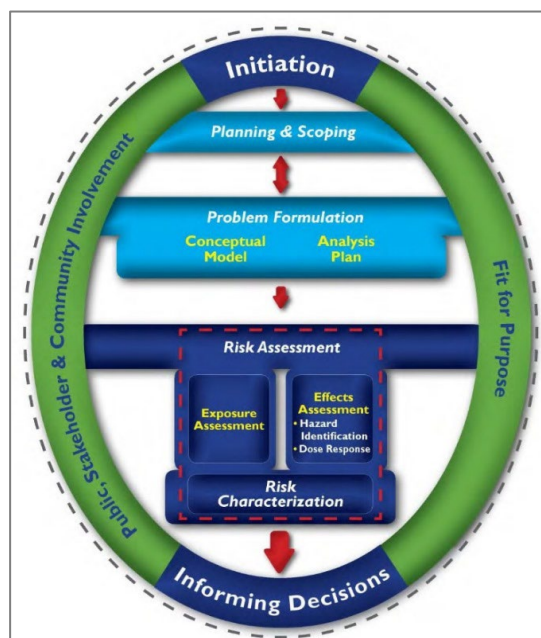 Initiation
Planning & Scoping
Problem Formulation
Conceptual
Model
Analysis
Plan
Risk Assessment
Exposure
Assessment
Effects
Assessment
• Hazard
Identification
• Dose Response
Risk
Characterization
Informing Decisions
Public, Stakeholder & Community Involvement
Fit for Purpose